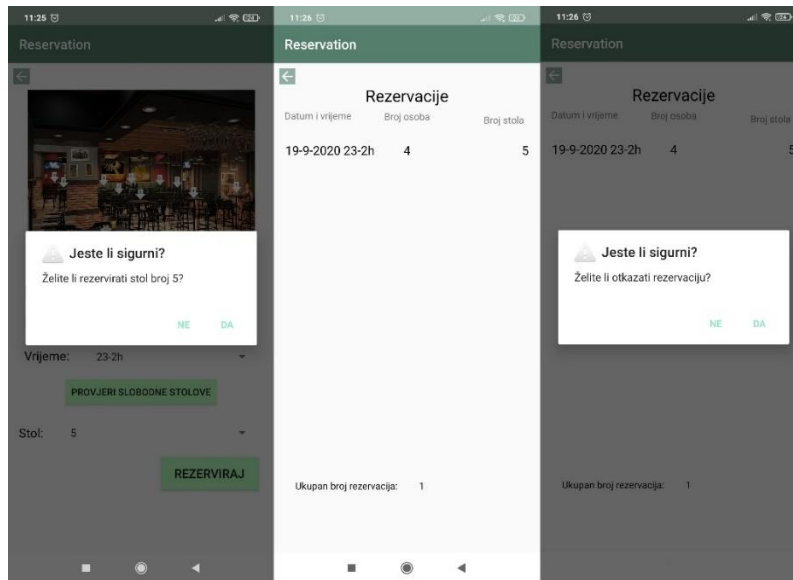 11:25
Reservation
Jeste li sigurni?
Želite li rezervirati stol broj 5?
NE DA
Vrijeme: 23-2h
PROVJERI SLOBODNE STOLOVE
Stol: 5
REZERVIRAJ
11:26
Reservation
Rezervacije
Datum i vrijeme Broj osoba Broj stola
19-9-2020 23-2h 4 5
Ukupan broj rezervacija: 1
11:26
Reservation
Rezervacije
Datum i vrijeme Broj osoba Broj stola
19-9-2020 23-2h 4 5
Jeste li sigurni?
Želite li otkazati rezervaciju?
NE DA
Ukupan broj rezervacija: 1